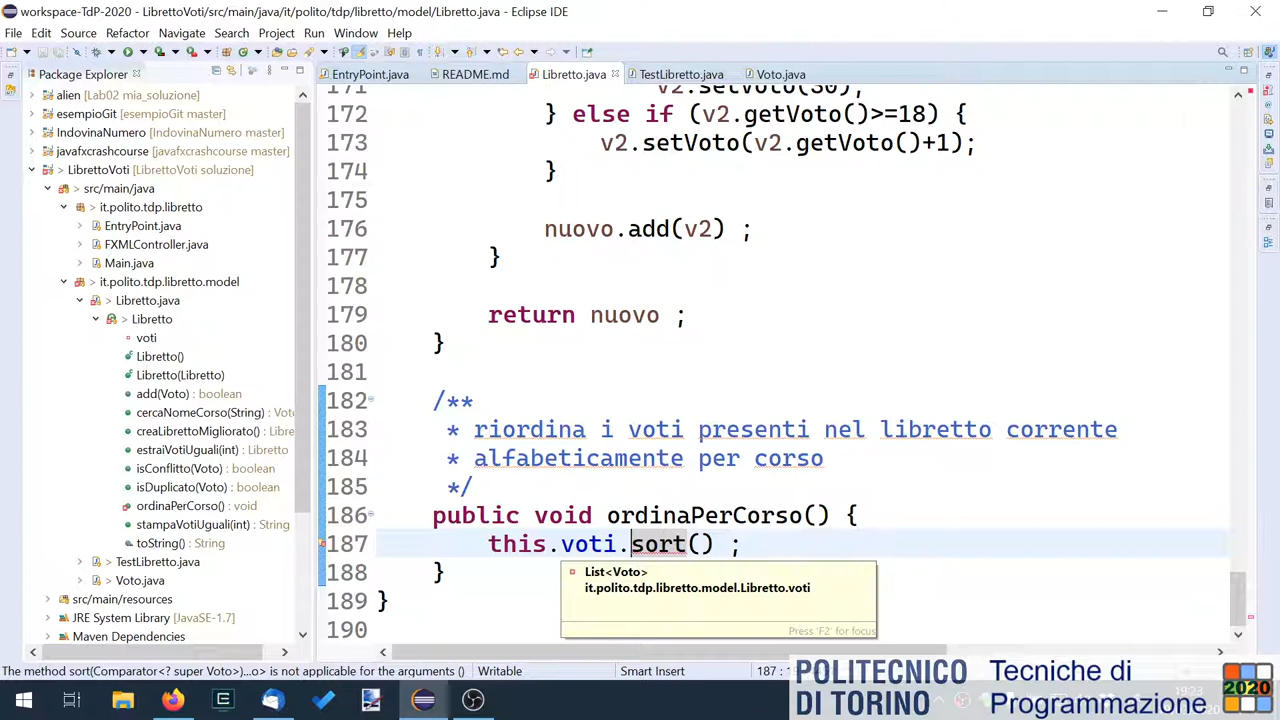 workspace-TdP-2020 - LibrettoVoti/src/main/java/it/polito/tdp/libretto/model/Libretto.java - Eclipse IDE
File Edit Source Refactor Navigate Search Project Run Window Help
Package Explorer
EntryPoint.java README.md Libretto.java TestLibretto.java Voto.java
alien [Lab02 mia_soluzione]
esempioGit [esempioGit master]
IndovinaNumero [IndovinaNumero master]
javafxcrashcourse [javafxcrashcourse master]
> LibrettoVoti [LibrettoVoti soluzione]
> src/main/java
> it.polito.tdp.libretto
EntryPoint.java
FXMLController.java
Main.java
> it.polito.tdp.libretto.model
> Libretto.java
> Libretto
voti
Libretto()
Libretto(Libretto)
add(Voto) : boolean
cercaNomeCorso(String) : Voto
creaLibrettoMigliorato() : Libre
estraiVotiUguali(int) : Libretto
isConflitto(Voto) : boolean
isDuplicato(Voto) : boolean
ordinaPerCorso() : void
stampaVotiUguali(int) : String
toString() : String
> TestLibretto.java
> Voto.java
src/main/resources
JRE System Library [JavaSE-1.7]
Maven Dependencies
171 v2.setVoto(30);
172 } else if (v2.getVoto()>=18) {
173 v2.setVoto(v2.getVoto()+1);
174 }
175
176 nuovo.add(v2) ;
177 }
178
179 return nuovo ;
180 }
181
182 /**
183 * riordina i voti presenti nel libretto corrente
184 * alfabeticamente per corso
185 */
186 public void ordinaPerCorso() {
187 this.voti.sort() ;
188 }
189 }
190
List<Voto>
it.polito.tdp.libretto.model.Libretto.voti
Press 'F2' for focus
The method sort(Comparator<? super Voto>)...o> is not applicable for the arguments () Writable Smart Insert 187 :
POLITECNICO
DI TORINO
Tecniche di
Programmazione
2020
19:23